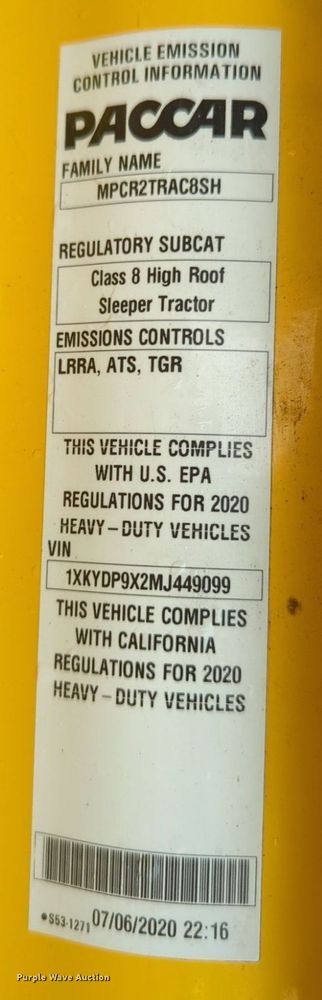 VEHICLE EMISSION
CONTROL INFORMATION
PACCAR
FAMILY NAME
MPCR2TRAC8SH
REGULATORY SUBCAT
Class 8 High Roof
Sleeper Tractor
EMISSIONS CONTROLS
LRRA, ATS, TGR
THIS VEHICLE COMPLIES
WITH U.S. EPA
REGULATIONS FOR 2020
HEAVY-DUTY VEHICLES
VIN
1XKYDP9X2MJ449099
THIS VEHICLE COMPLIES
WITH CALIFORNIA
REGULATIONS FOR 2020
HEAVY-DUTY VEHICLES
*S53-1271 07/06/2020 22:16
Purple Wave Auction